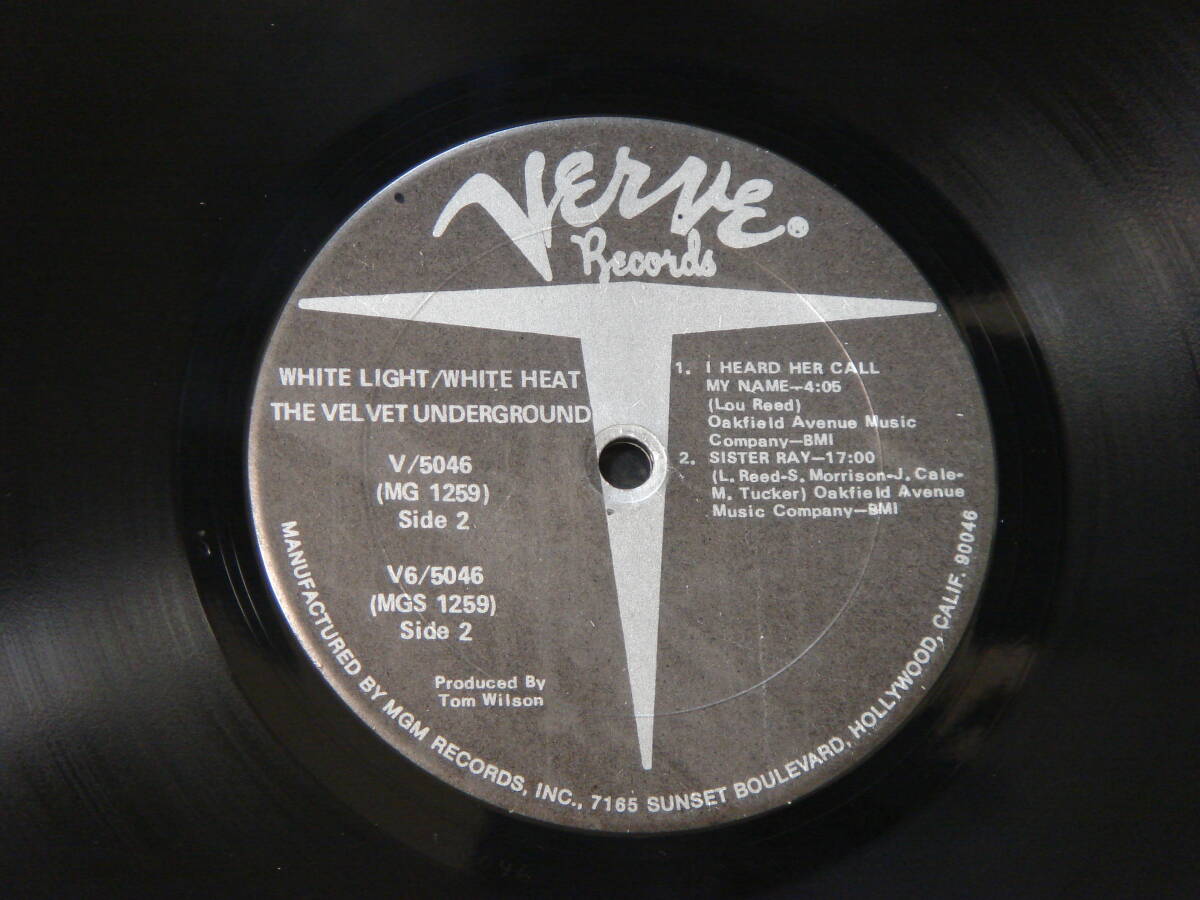 Verve®
Records
WHITE LIGHT/WHITE HEAT
THE VELVET UNDERGROUND
V/5046
(MG 1259)
Side 2
V6/5046
(MGS 1259)
Side 2
Produced By
Tom Wilson
1. I HEARD HER CALL
MY NAME—4:05
(Lou Reed)
Oakfield Avenue Music
Company—BMI
2. SISTER RAY—17:00
(L. Reed-S. Morrison-J. Cale-
M. Tucker) Oakfield Avenue
Music Company—BMI
MANUFACTURED BY MGM RECORDS, INC., 7165 SUNSET BOULEVARD, HOLLYWOOD, CALIF. 90046